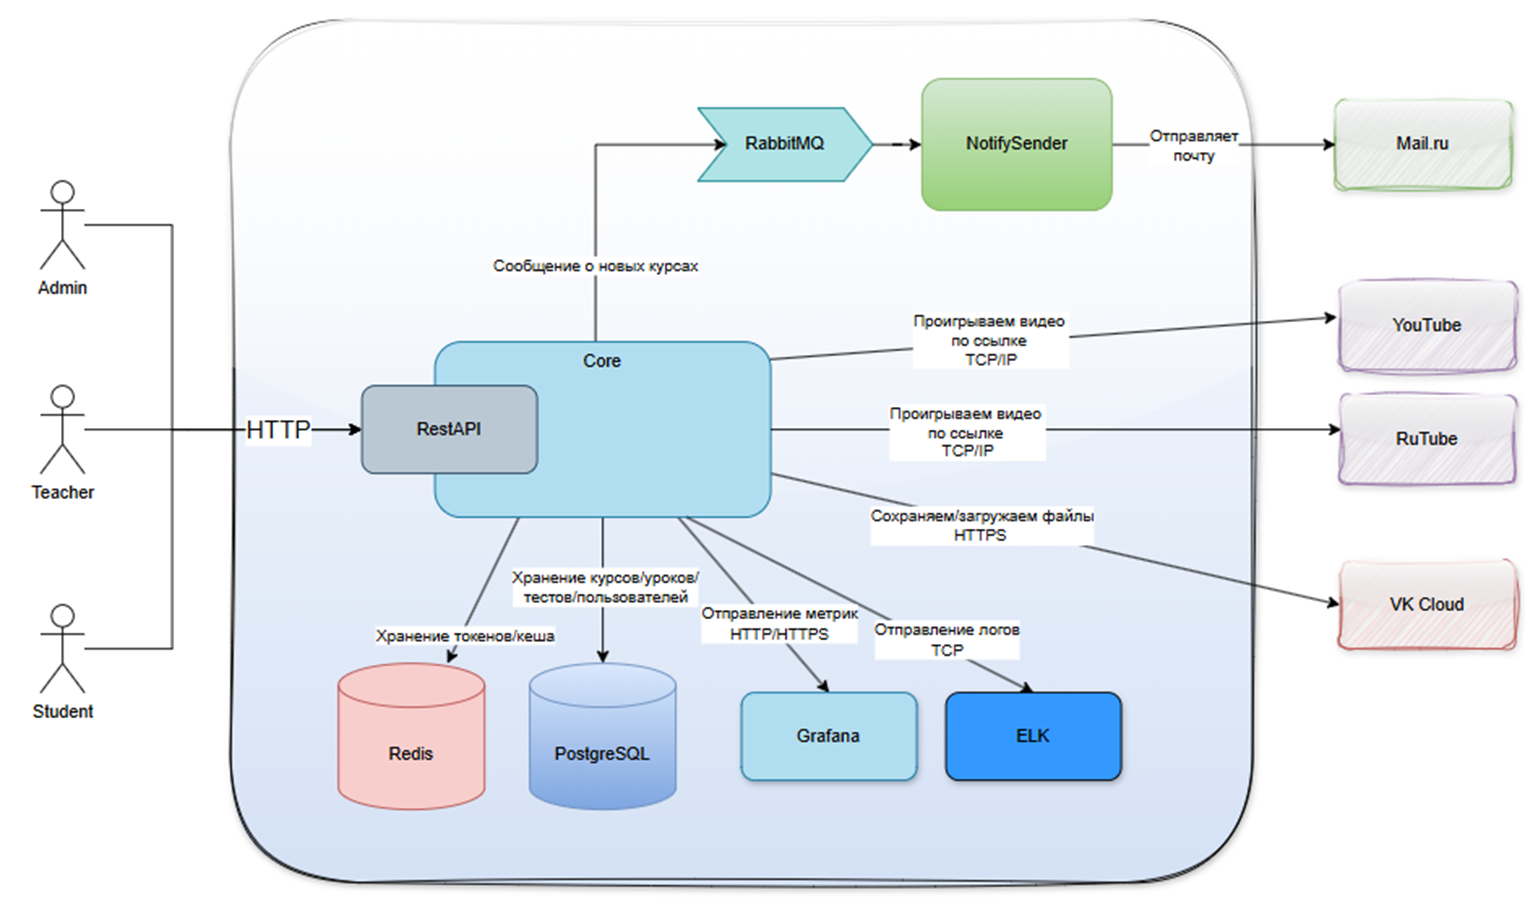 RabbitMQ
NotifySender
Отправляет
почту
Mail.ru
Admin
Сообщение о новых курсах
Проигрываем видео
по ссылке
TCP/IP
YouTube
Core
HTTP
RestAPI
Проигрываем видео
по ссылке
TCP/IP
RuTube
Teacher
Сохраняем/загружаем файлы
HTTPS
VK Cloud
Хранение курсов/уроков/
тестов/пользователей
Хранение токенов/кеша
Отправление метрик
HTTP/HTTPS
Отправление логов
TCP
Student
Redis
PostgreSQL
Grafana
ELK